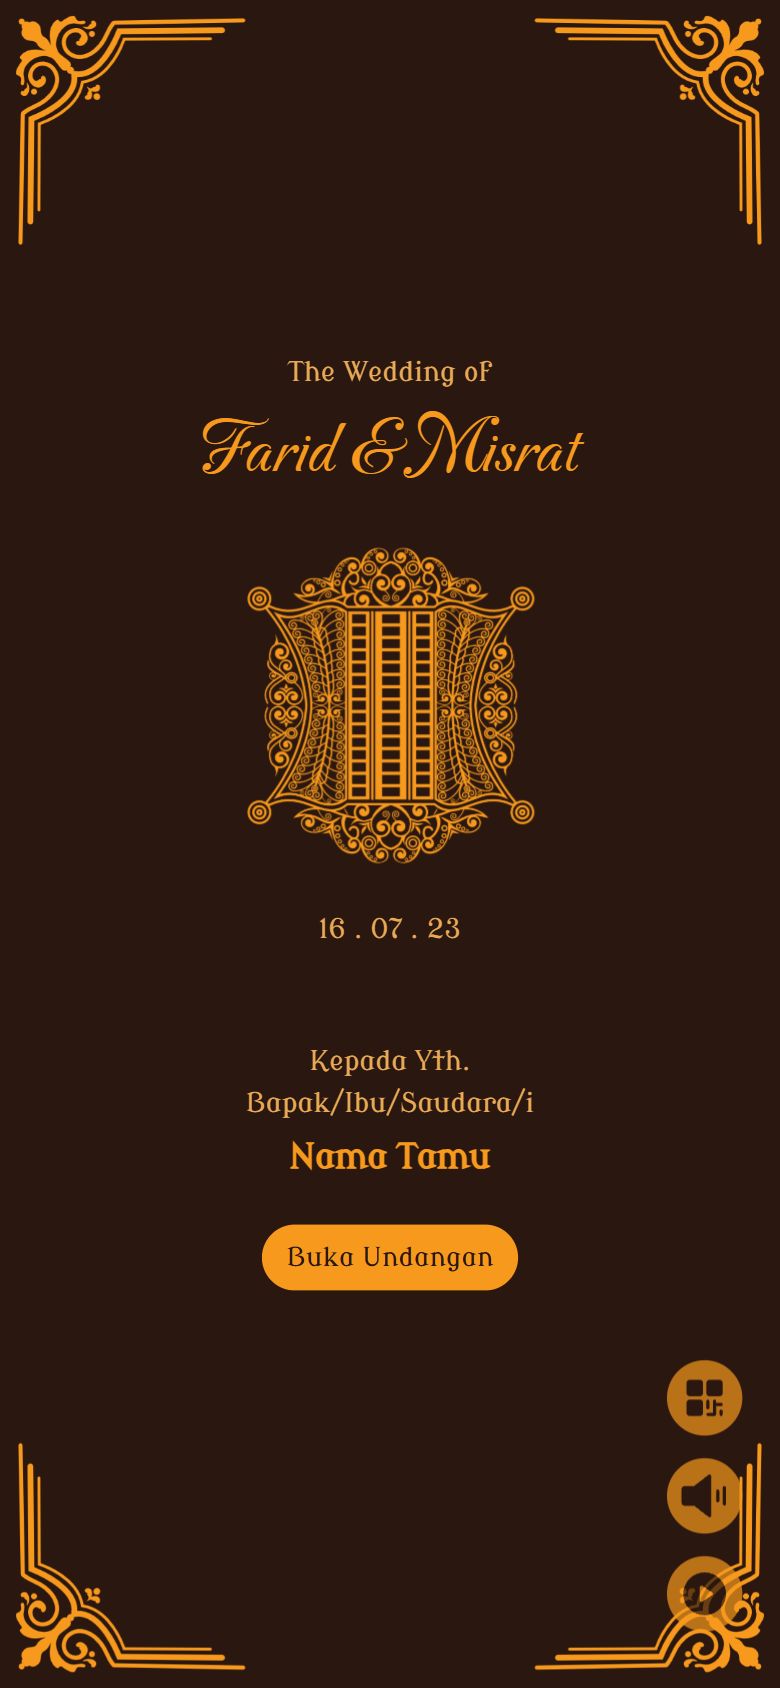 The Wedding of
Farid & Misrat
16 . 07 . 23
Kepada Yth.
Bapak/Ibu/Saudara/i
Nama Tamu
Buka Undangan